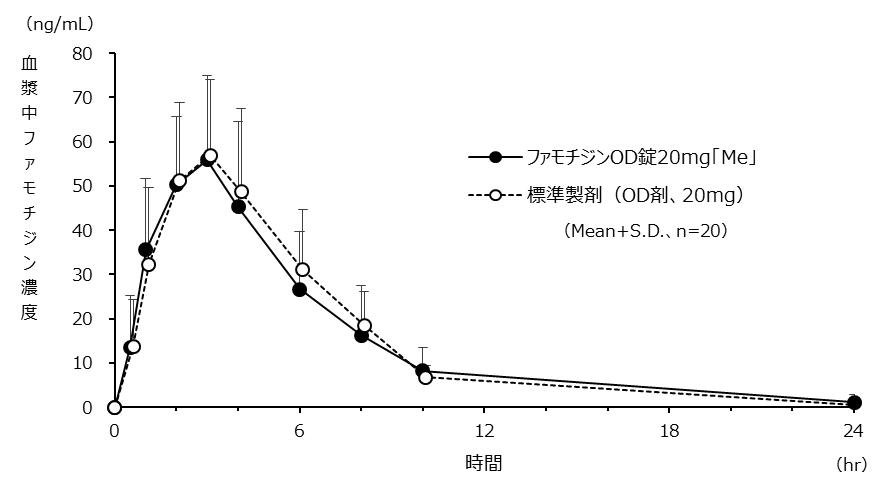 (ng/mL)
血漿中ファモチジン濃度
80
70
60
50
40
30
20
10
0
0
6
12
18
24
時間
(hr)
ファモチジンOD錠20mg｢Me｣
標準製剤（OD剤、20mg）
（Mean+S.D.、n=20）